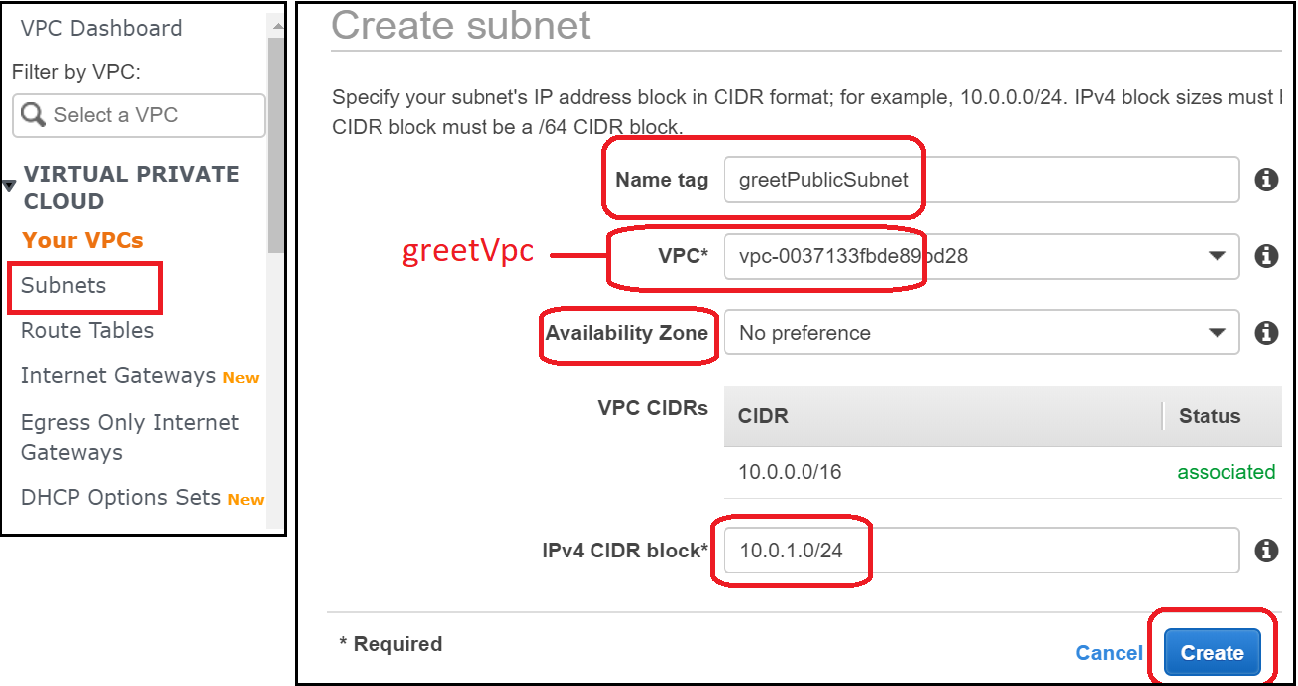 VPC Dashboard
Filter by VPC:
Select a VPC
VIRTUAL PRIVATE
CLOUD
Your VPCs
Subnets
Route Tables
Internet Gateways New
Egress Only Internet
Gateways
DHCP Options Sets New
Create subnet
Specify your subnet's IP address block in CIDR format; for example, 10.0.0.0/24. IPv4 block sizes must
CIDR block must be a /64 CIDR block.
Name tag greetPublicSubnet
greetVpc VPC* vpc-0037133fbde89bd28
Availability Zone No preference
VPC CIDRs CIDR Status
10.0.0.0/16 associated
IPv4 CIDR block* 10.0.1.0/24
* Required
Cancel Create